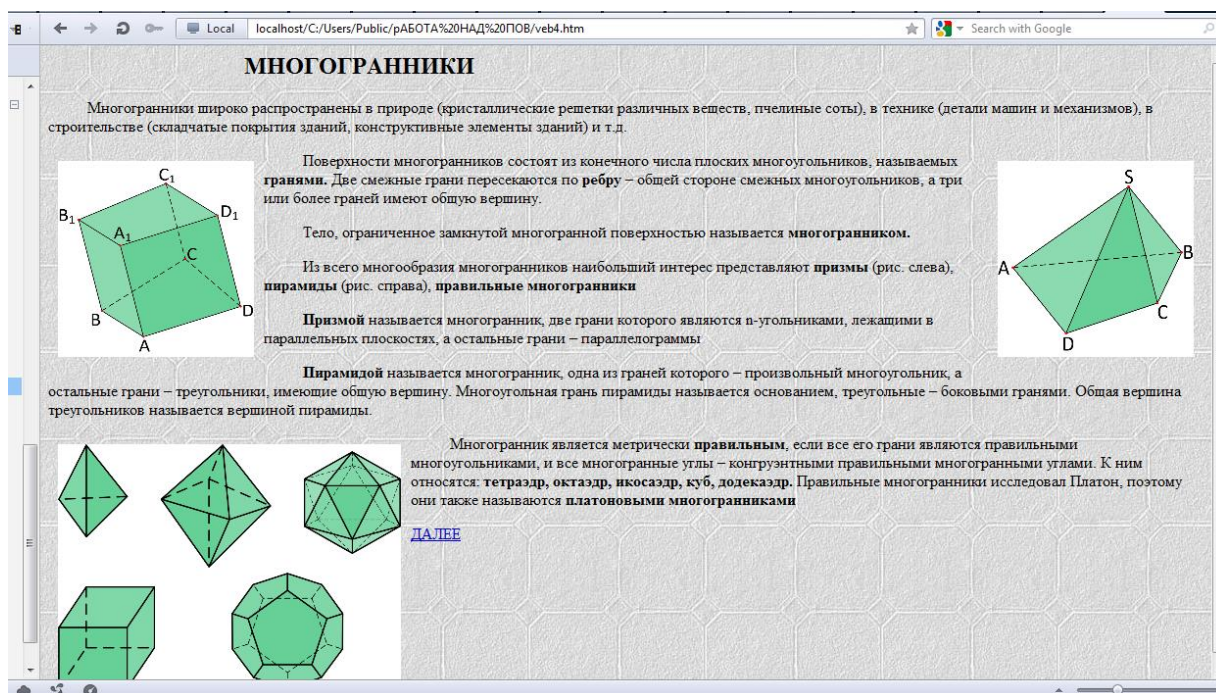 Local
localhost/C:/Users/Public/рАБОТА%20НАД%20ПОВ/veb4.htm
Search with Google
МНОГОГРАННИКИ
Многогранники широко распространены в природе (кристаллические решетки различных веществ, пчелиные соты), в технике (детали машин и механизмов), в
строительстве (складчатые покрытия зданий, конструктивные элементы зданий) и т.д.
Поверхности многогранников состоят из конечного числа плоских многоугольников, называемых
гранями. Две смежные грани пересекаются по ребру – общей стороне смежных многоугольников, а три
или более граней имеют общую вершину.
Тело, ограниченное замкнутой многогранной поверхностью называется многогранником.
Из всего многообразия многогранников наибольший интерес представляют призмы (рис. слева),
пирамиды (рис. справа), правильные многогранники
Призмой называется многогранник, две грани которого являются n-угольниками, лежащими в
параллельных плоскостях, а остальные грани – параллелограммы
C1
B1
D1
A1
C
B
D
A
S
B
A
C
D
Пирамидой называется многогранник, одна из граней которого – произвольный многоугольник, а
остальные грани – треугольники, имеющие общую вершину. Многоугольная грань пирамиды называется основанием, треугольные – боковыми гранями. Общая вершина
треугольников называется вершиной пирамиды.
Многогранник является метрически правильным, если все его грани являются правильными
многоугольниками, и все многогранные углы – конгруэнтными правильными многогранными углами. К ним
относятся: тетраэдр, октаэдр, икосаэдр, куб, додекаэдр. Правильные многогранники исследовал Платон, поэтому
они также называются платоновыми многогранниками
ДАЛЕЕ